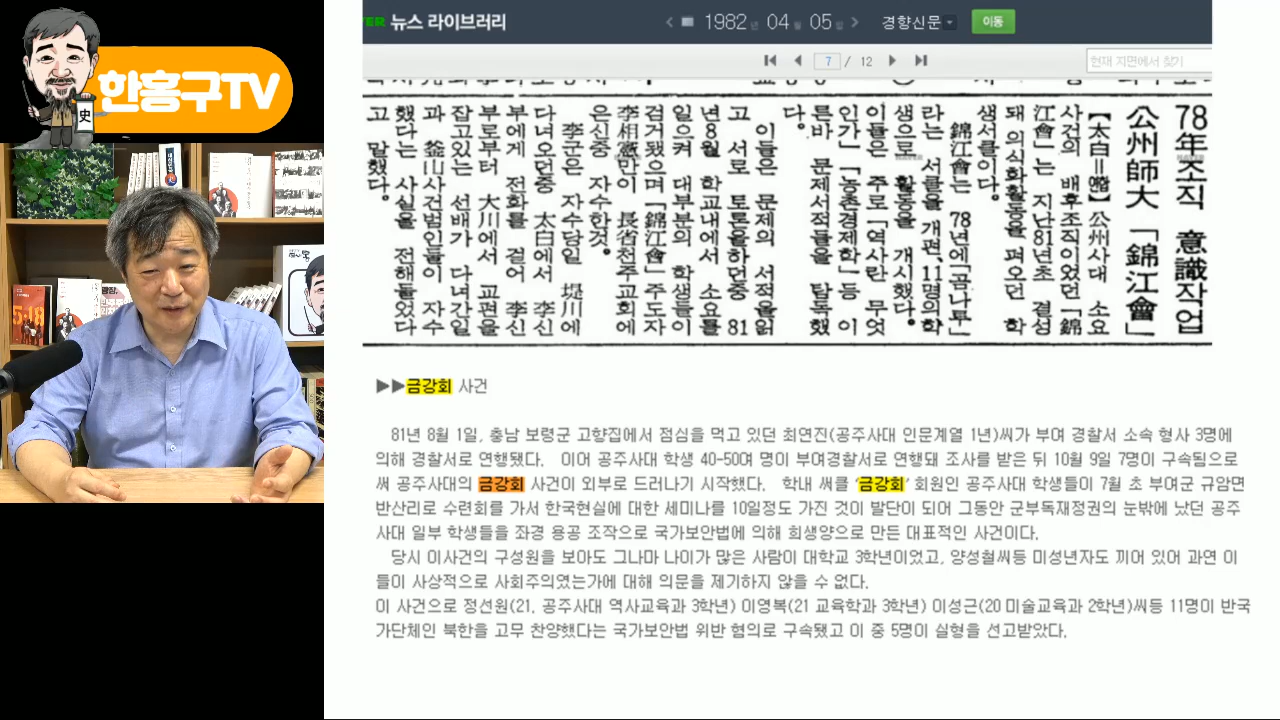 한홍구TV
史
뉴스 라이브러리
1982년 04월 05일
경향신문
이동
7 / 12
현재 지면에서 찾기
78年조직 意識작업
公州師大「錦江會」
公州사대 소요
사건의 배후조직이었던「錦
江會」는 지난81년초 결성
돼 의식화활동을 펴오던 학
생서클이다。
錦江會는 78년에「곰나루」
라는 서클을 개편, 11명의학
생으로 활동을 개시했다。
이들은 주로「역사란 무엇
인가」「농촌경제학」등 이
른바 문제서적들을 탐독했
다。
이들은 문제의 서적을읽
고 서로 토론을하던중 81
년8월 학교내에서 소요를
일으켜 대부분의 학생들이
검거됐으며「錦江會」주도자
李相憲만이 長省천주교회에
은신중 자수한것。
李군은 자수당일 堤川에
다녀오던중 太白에서 李신
부에게 전화를 걸어 李신
부로부터 大川에서 교편을
잡고있는 선배가 다녀간일
과 釜山사건범인들이 자수
했다는 사실을 전해들었다
고 말했다。
▶▶금강회 사건
81년 8월 1일, 충남 보령군 고향집에서 점심을 먹고 있던 최연진(공주사대 인문계열 1년)씨가 부여 경찰서 소속 형사 3명에
의해 경찰서로 연행됐다. 이어 공주사대 학생 40-50여 명이 부여경찰서로 연행돼 조사를 받은 뒤 10월 9일 7명이 구속됨으로
써 공주사대의 금강회 사건이 외부로 드러나기 시작했다. 학내 써클 '금강회' 회원인 공주사대 학생들이 7월 초 부여군 규암면
반산리로 수련회를 가서 한국현실에 대한 세미나를 10일정도 가진 것이 발단이 되어 그동안 군부독재정권의 눈밖에 났던 공주
사대 일부 학생들을 좌경 용공 조작으로 국가보안법에 의해 희생양으로 만든 대표적인 사건이다.
당시 이사건의 구성원을 보아도 그나마 나이가 많은 사람이 대학교 3학년이었고, 양성철씨등 미성년자도 끼어 있어 과연 이
들이 사상적으로 사회주의였는가에 대해 의문을 제기하지 않을 수 없다.
이 사건으로 정선원(21, 공주사대 역사교육과 3학년) 이영복(21 교육학과 3학년) 이성근(20 미술교육과 2학년)씨등 11명이 반국
가단체인 북한을 고무 찬양했다는 국가보안법 위반 혐의로 구속됐고 이 중 5명이 실형을 선고받았다.